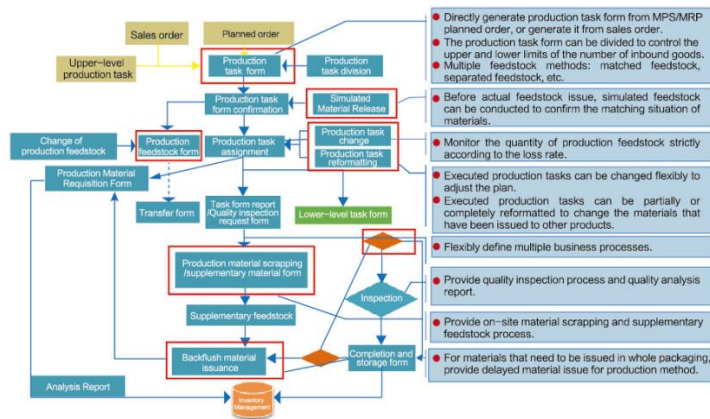 Sales order
Planned order
Upper-level
production task
Production
task form
Production
task division
Production task
form confirmation
Simulated
Material Release
Change of
production feedstock
Production
feedstock form
Production task
assignment
Production task
change
Production task
reformatting
Production Material
Requisition Form
Transfer form
Task form report
/Quality inspection
request form
Lower-level task form
Production material scrapping
/supplementary material form
Inspection
Supplementary feedstock
Backflush material
issuance
Completion and
storage form
Analysis Report
Inventory
Management
Directly generate production task form from MPS/MRP
planned order, or generate it from sales order.
The production task form can be divided to control the
upper and lower limits of the number of inbound goods.
Multiple feedstock methods: matched feedstock,
separated feedstock, etc.
Before actual feedstock issue, simulated feedstock
can be conducted to confirm the matching situation of
materials.
Monitor the quantity of production feedstock strictly
according to the loss rate.
Executed production tasks can be changed flexibly to
adjust the plan.
Executed production tasks can be partially or
completely reformatted to change the materials that
have been issued to other products.
Flexibly define multiple business processes.
Provide quality inspection process and quality analysis
report.
Provide on-site material scrapping and supplementary
feedstock process.
For materials that need to be issued in whole packaging,
provide delayed material issue for production method.